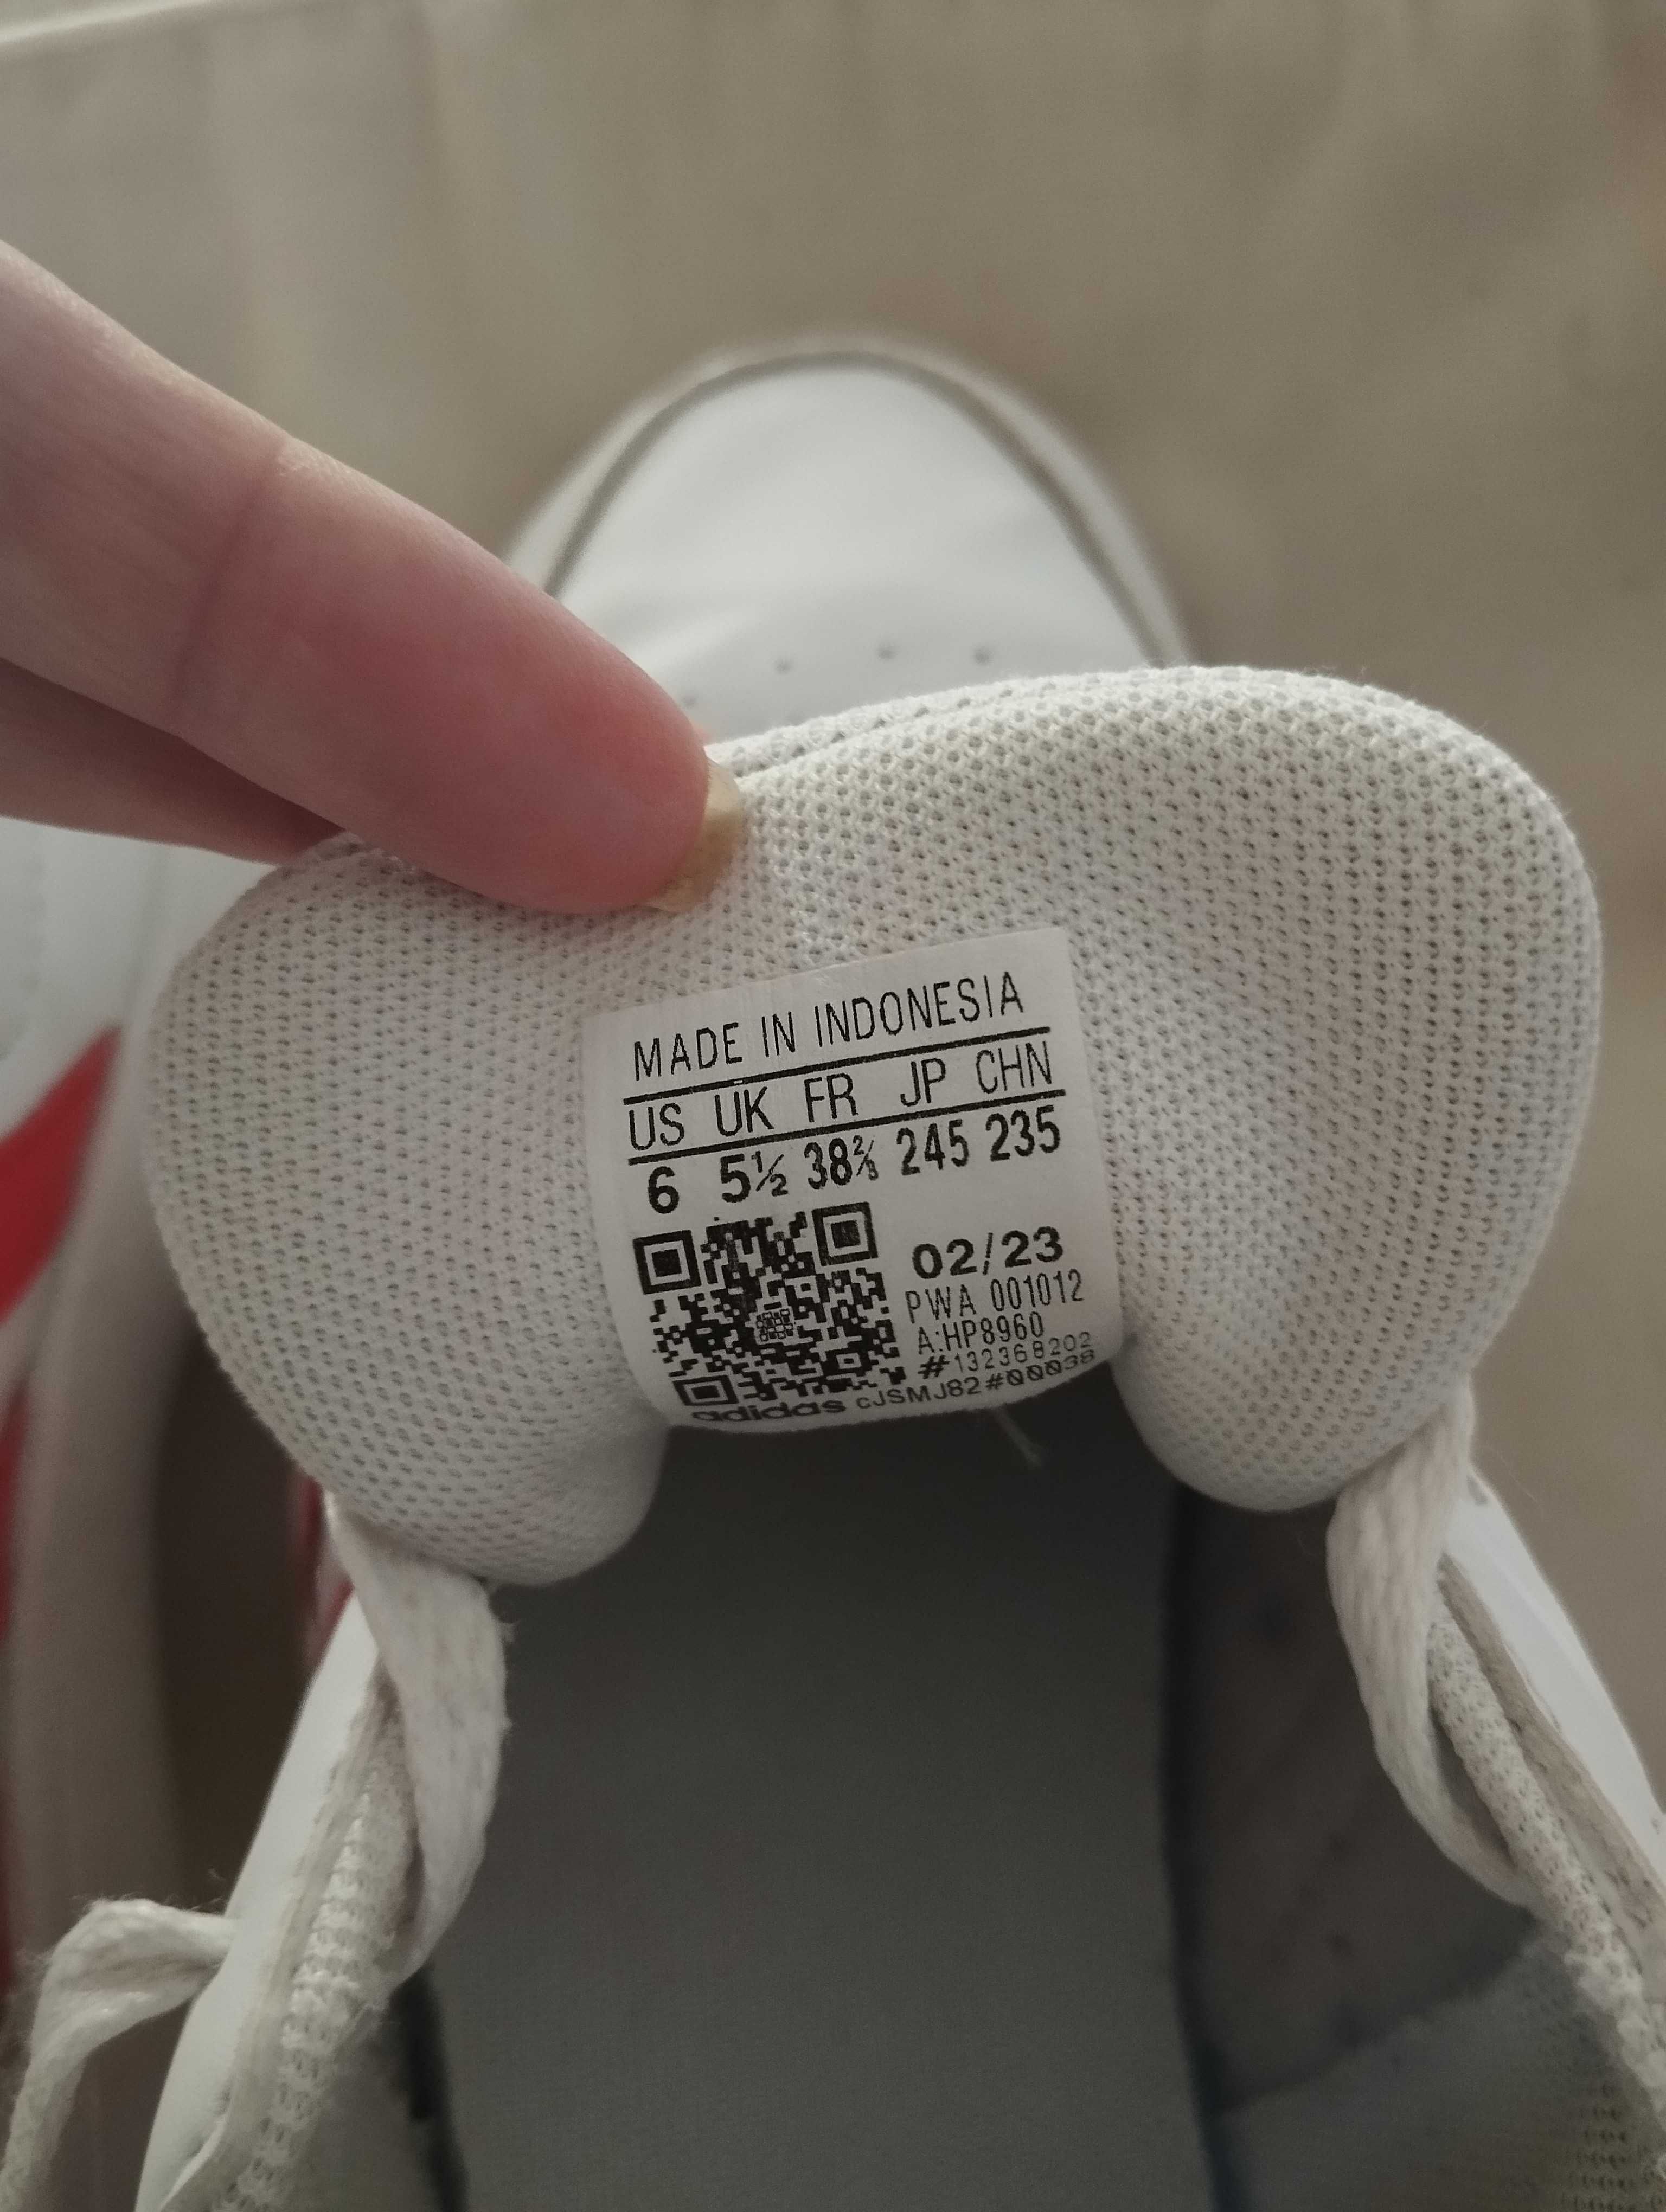 MADE IN INDONESIA
US UK FR JP CHN
6 5½ 38⅔ 245 235
02/23
PWA 001012
A:HP8960
#132368202
adidas cJSMJ82#00038